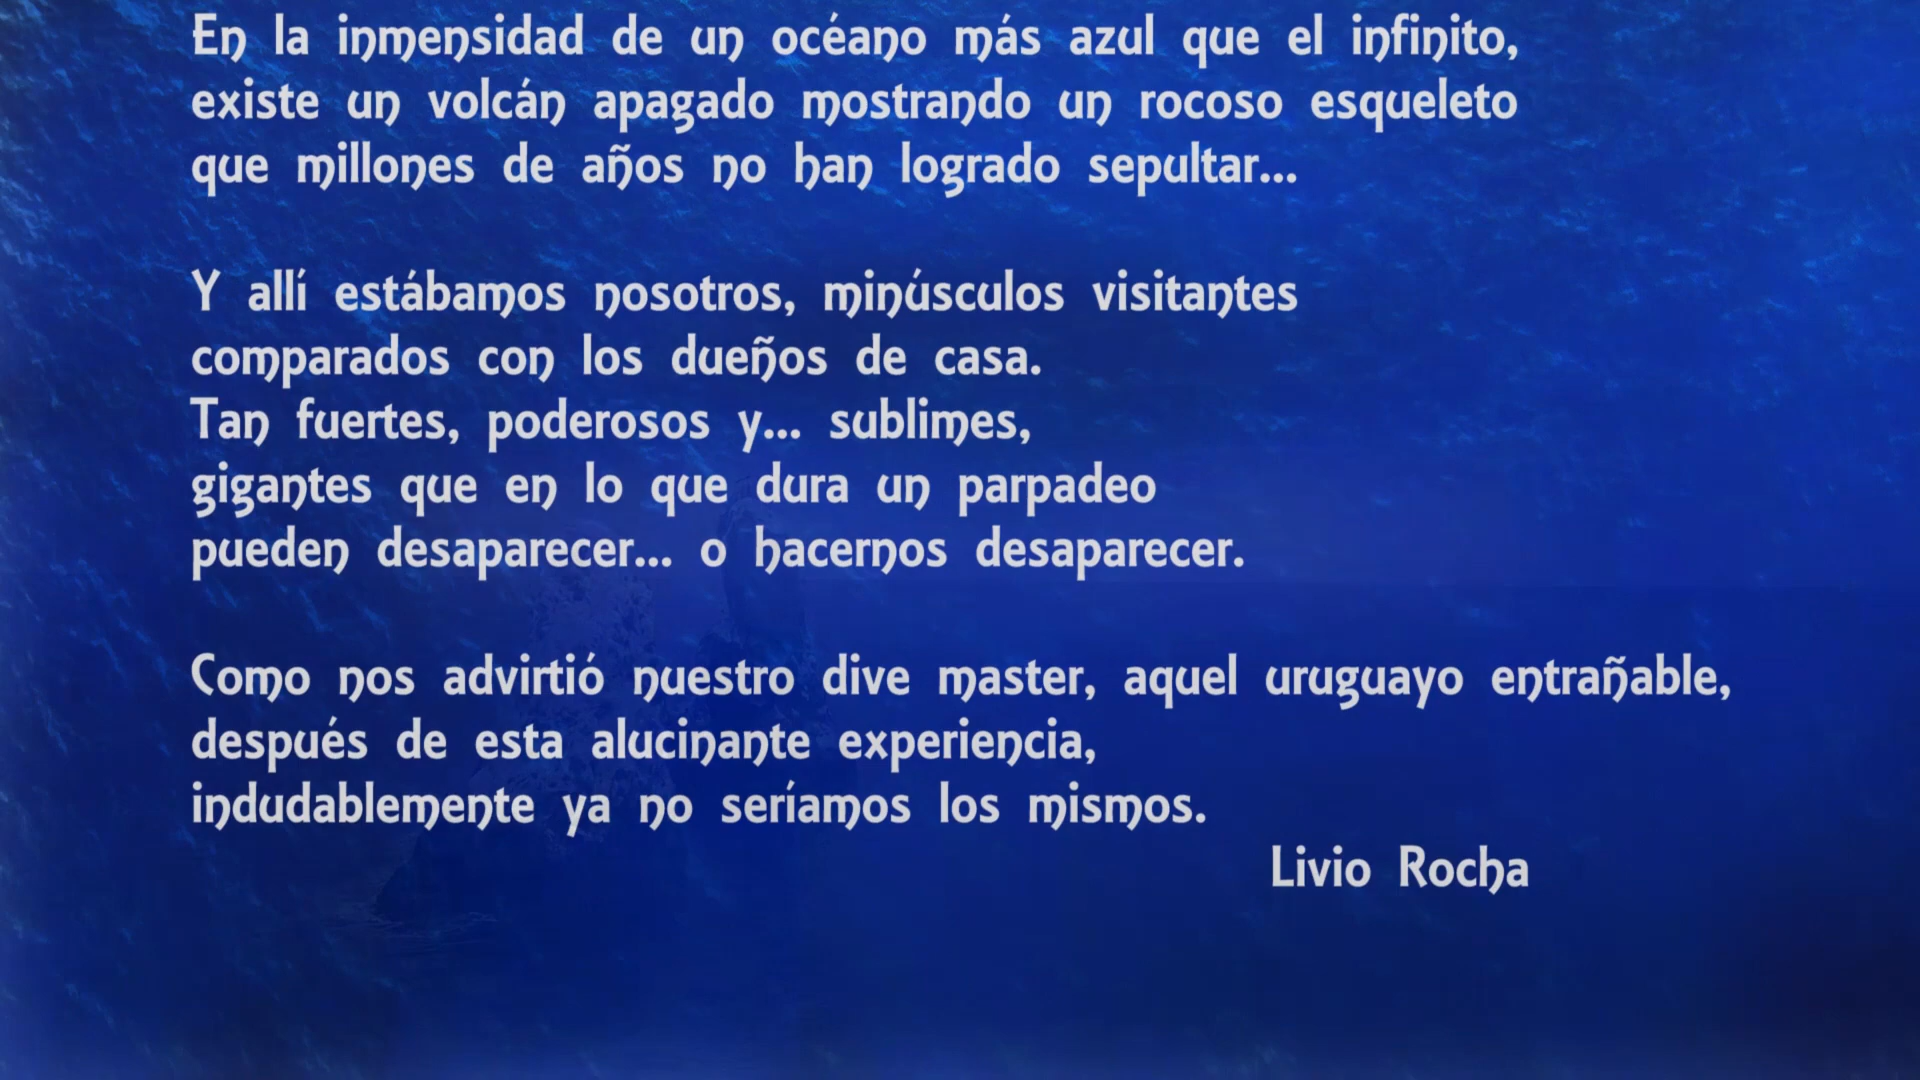 En la inmensidad de un océano más azul que el infinito,
existe un volcán apagado mostrando un rocoso esqueleto
que millones de años no han logrado sepultar...
Y allí estábamos nosotros, minúsculos visitantes
comparados con los dueños de casa.
Tan fuertes, poderosos y... sublimes,
gigantes que en lo que dura un parpadeo
pueden desaparecer... o hacernos desaparecer.
Como nos advirtió nuestro dive master, aquel uruguayo entrañable,
después de esta alucinante experiencia,
indudablemente ya no seríamos los mismos.
Livio Rocha